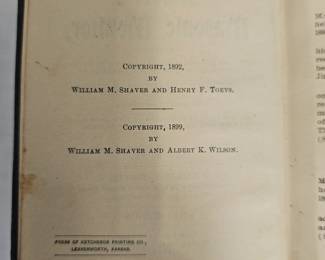 COPYRIGHT, 1892,
BY
WILLIAM M. SHAVER AND HENRY F. TOEVS.
COPYRIGHT, 1899,
BY
WILLIAM M. SHAVER AND ALBERT K. WILSON.
PRESS OF KETCHESON PRINTING CO.,
LEAVENWORTH, KANSAS.